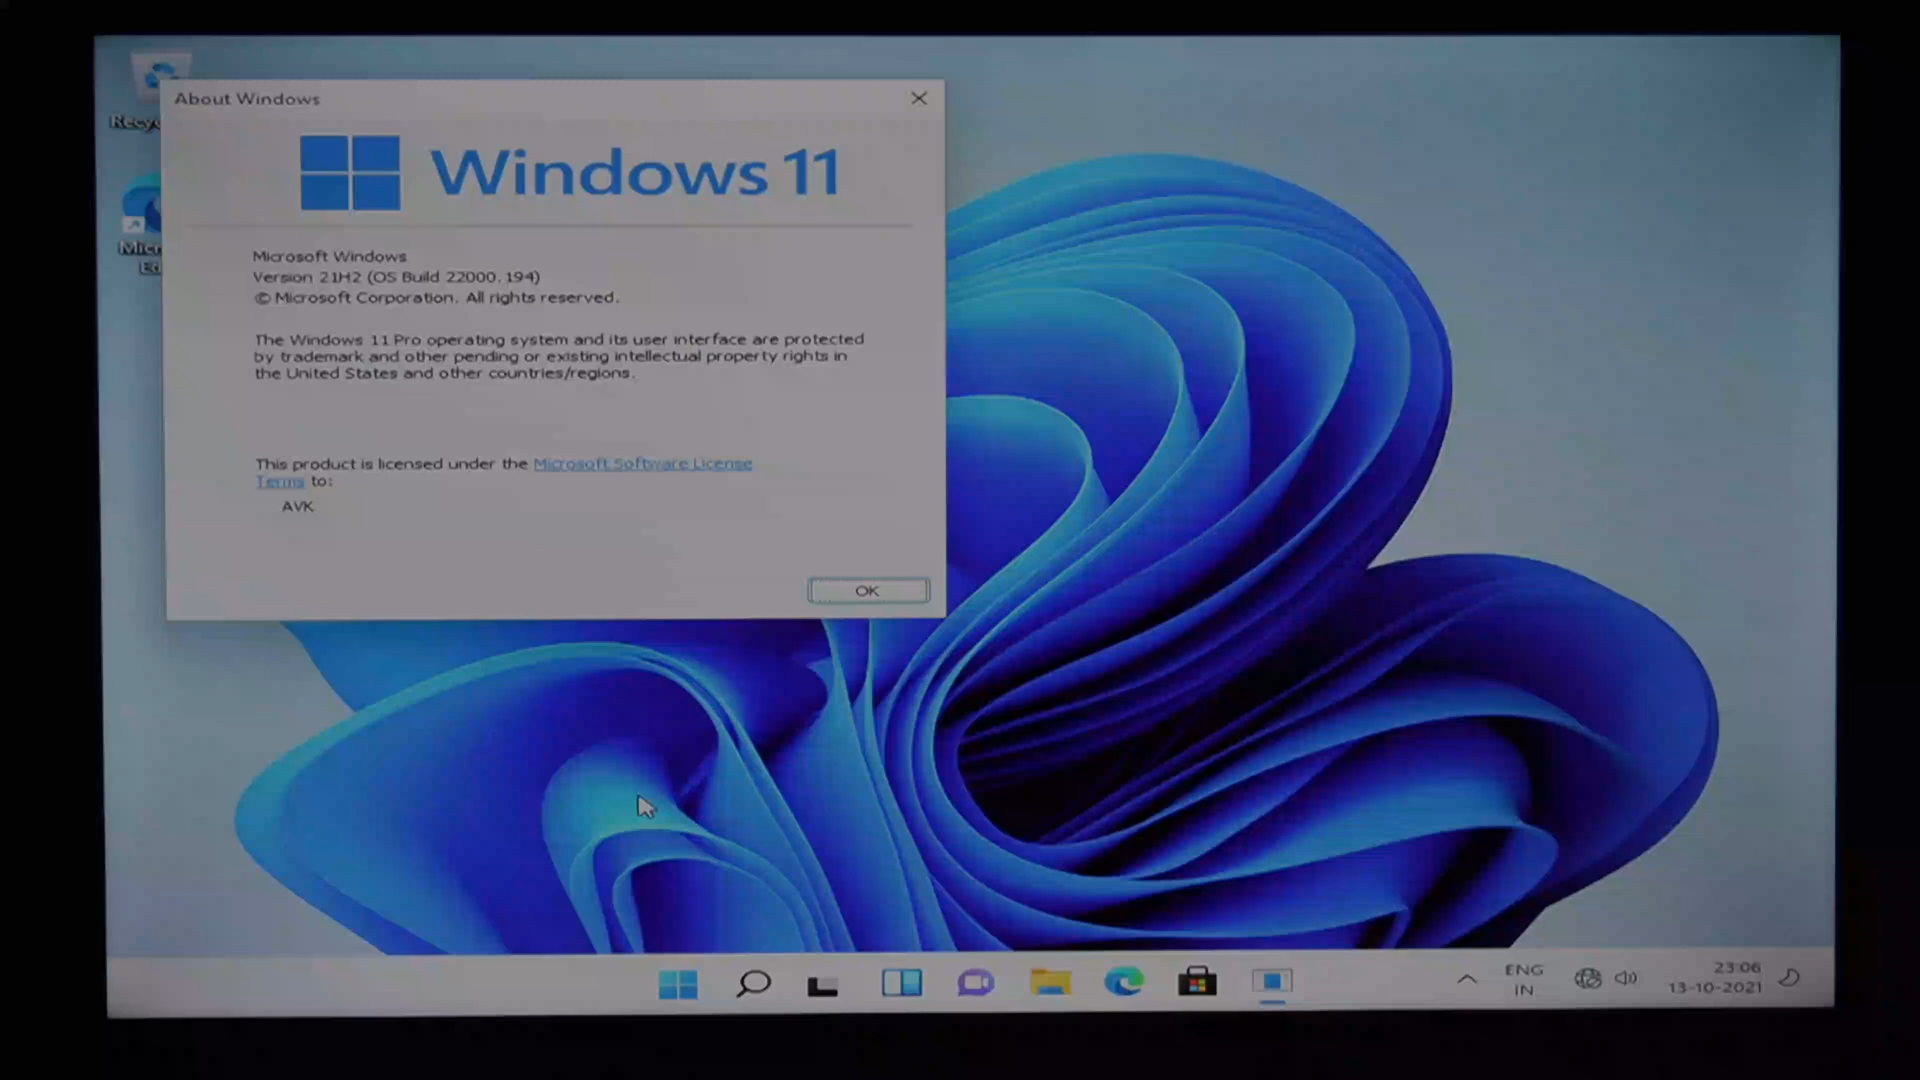 About Windows
Windows 11
Microsoft Windows
Version 21H2 (OS Build 22000.194)
© Microsoft Corporation. All rights reserved.
The Windows 11 Pro operating system and its user interface are protected
by trademark and other pending or existing intellectual property rights in
the United States and other countries/regions.
This product is licensed under the Microsoft Software License
Terms to:
AVK
OK
ENG
IN
23:06
13-10-2021